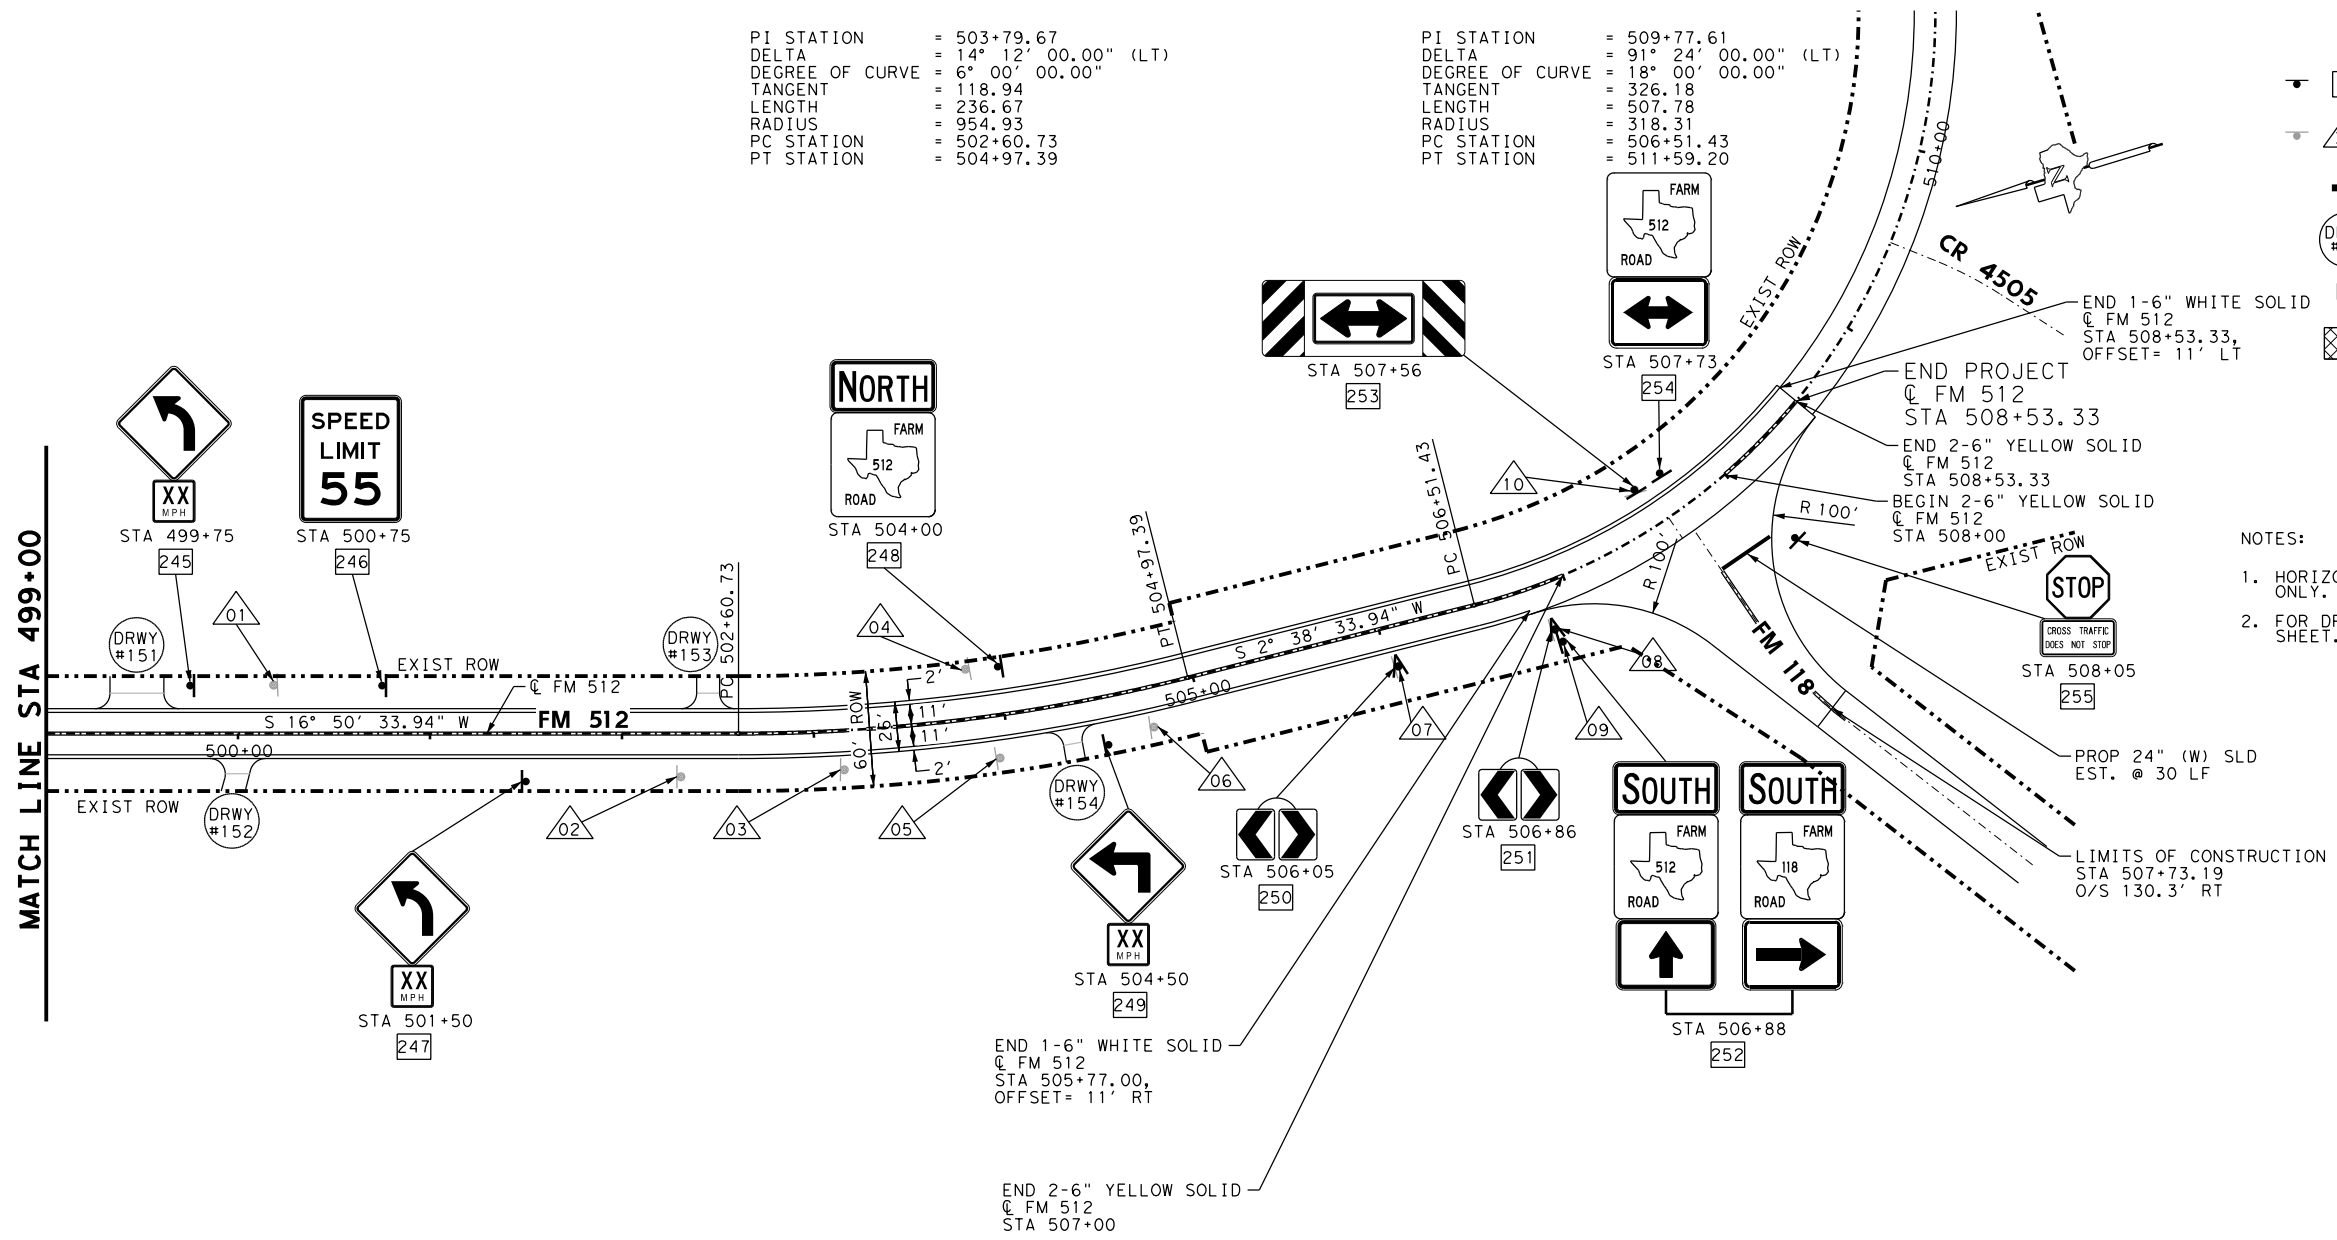 PI STATION = 503+79.67
DELTA = 14° 12' 00.00" (LT)
DEGREE OF CURVE = 6° 00' 00.00"
TANGENT = 118.94
LENGTH = 236.67
RADIUS = 954.93
PC STATION = 502+60.73
PT STATION = 504+97.39
PI STATION = 509+77.61
DELTA = 91° 24' 00.00" (LT)
DEGREE OF CURVE = 18° 00' 00.00"
TANGENT = 326.18
LENGTH = 507.78
RADIUS = 318.31
PC STATION = 506+51.43
PT STATION = 511+59.20
FARM
512
ROAD
STA 507+73
254
STA 507+56
253
EXIST ROW
510+00
N
CR 4505
END 1-6" WHITE SOLID
℄ FM 512
STA 508+53.33,
OFFSET= 11' LT
END PROJECT
℄ FM 512
STA 508+53.33
END 2-6" YELLOW SOLID
℄ FM 512
STA 508+53.33
BEGIN 2-6" YELLOW SOLID
℄ FM 512
STA 508+00
R 100'
R 100'
EXIST ROW
STOP
CROSS TRAFFIC
DOES NOT STOP
STA 508+05
255
NOTES:
1.
ONLY.
2. FOR
SHEET.
XX
MPH
STA 499+75
245
SPEED
LIMIT
55
STA 500+75
246
NORTH
FARM
512
ROAD
STA 504+00
248
MATCH LINE STA 499+00
DRWY
#151
01
EXIST ROW
DRWY
#153
PC 502+60.73
04
PT 504+97.39
PC 506+51.43
10
℄ FM 512
S 16° 50' 33.94" W
FM 512
500+00
60' ROW
26'
2'
11'
11'
2'
S 2° 38' 33.94" W
505+00
FM 118
EXIST ROW
DRWY
#152
02
03
05
DRWY
#154
06
07
08
09
XX
MPH
STA 501+50
247
XX
MPH
STA 504+50
249
STA 506+05
250
STA 506+86
251
SOUTH
FARM
512
ROAD
SOUTH
FARM
118
ROAD
STA 506+88
252
PROP 24" (W) SLD
EST. @ 30 LF
LIMITS OF CONSTRUCTION
STA 507+73.19
O/S 130.3' RT
END 1-6" WHITE SOLID
℄ FM 512
STA 505+77.00,
OFFSET= 11' RT
END 2-6" YELLOW SOLID
℄ FM 512
STA 507+00